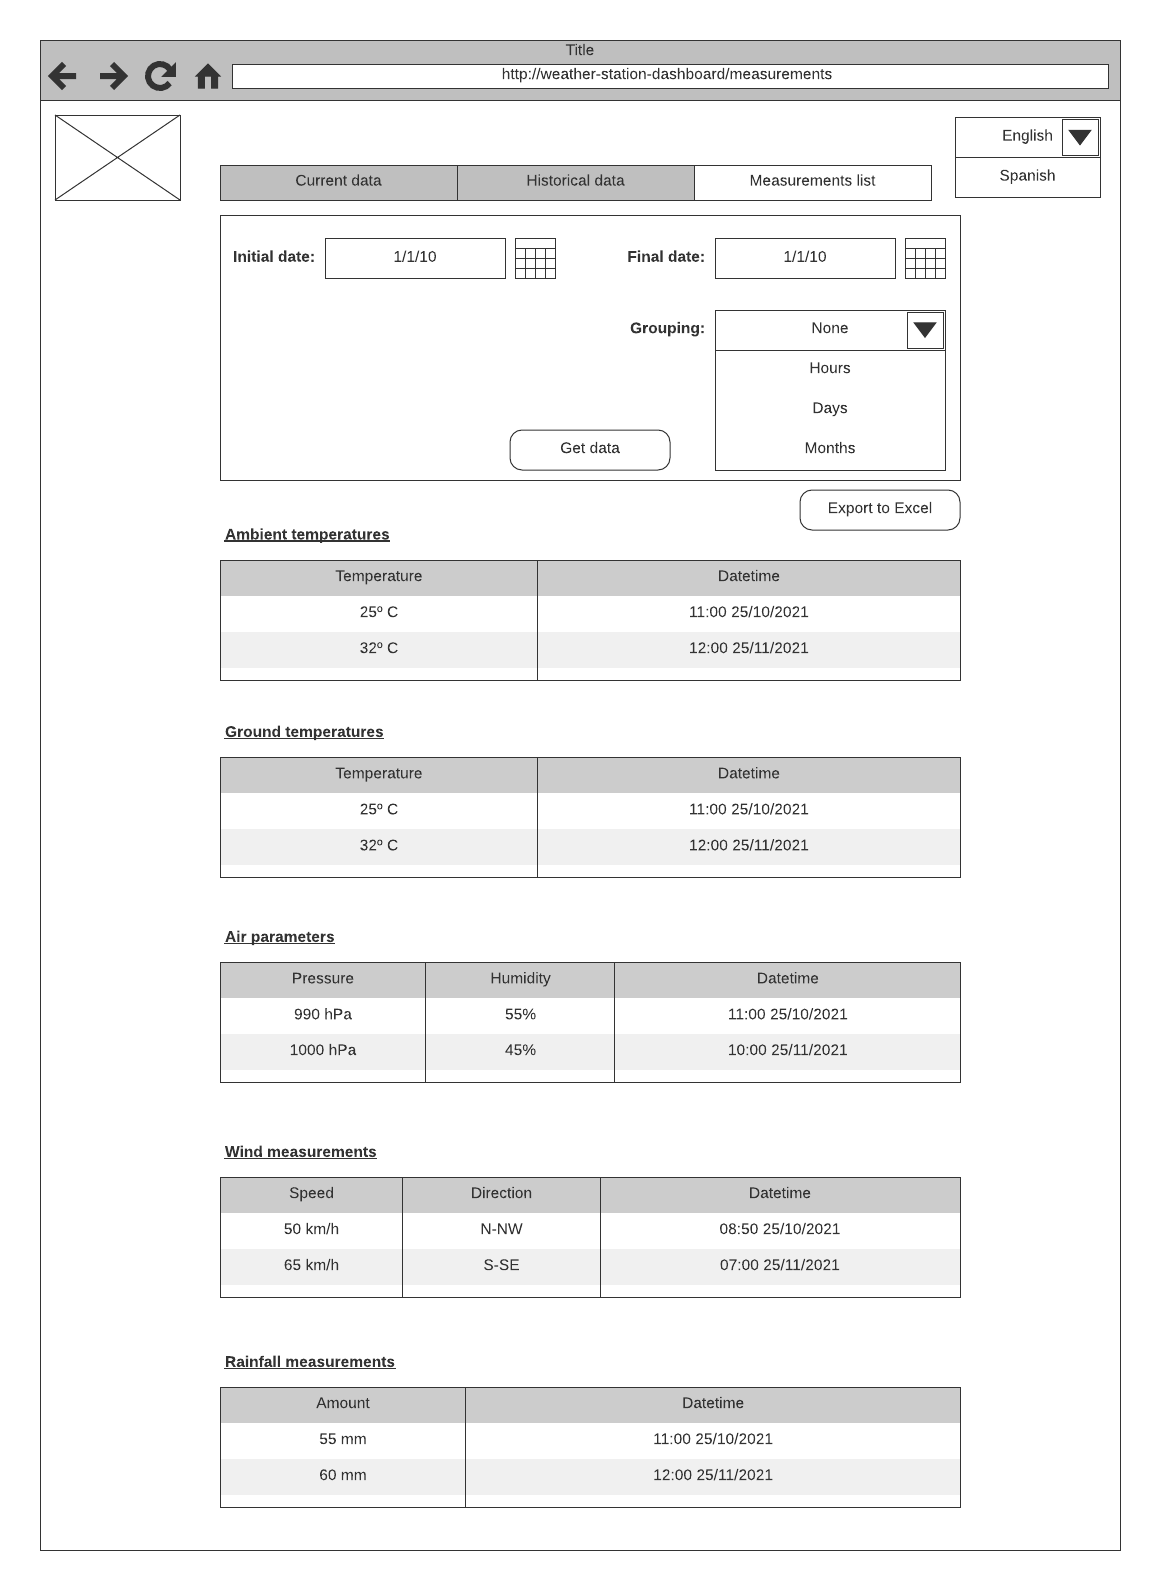 Title
http://weather-station-dashboard/measurements
English
Spanish
Current data Historical data Measurements list
Initial date: 1/1/10 Final date: 1/1/10
Grouping: None
Hours
Days
Months
Get data
Export to Excel
Ambient temperatures
Temperature Datetime
25º C 11:00 25/10/2021
32º C 12:00 25/11/2021
Ground temperatures
Temperature Datetime
25º C 11:00 25/10/2021
32º C 12:00 25/11/2021
Air parameters
Pressure Humidity Datetime
990 hPa 55% 11:00 25/10/2021
1000 hPa 45% 10:00 25/11/2021
Wind measurements
Speed Direction Datetime
50 km/h N-NW 08:50 25/10/2021
65 km/h S-SE 07:00 25/11/2021
Rainfall measurements
Amount Datetime
55 mm 11:00 25/10/2021
60 mm 12:00 25/11/2021